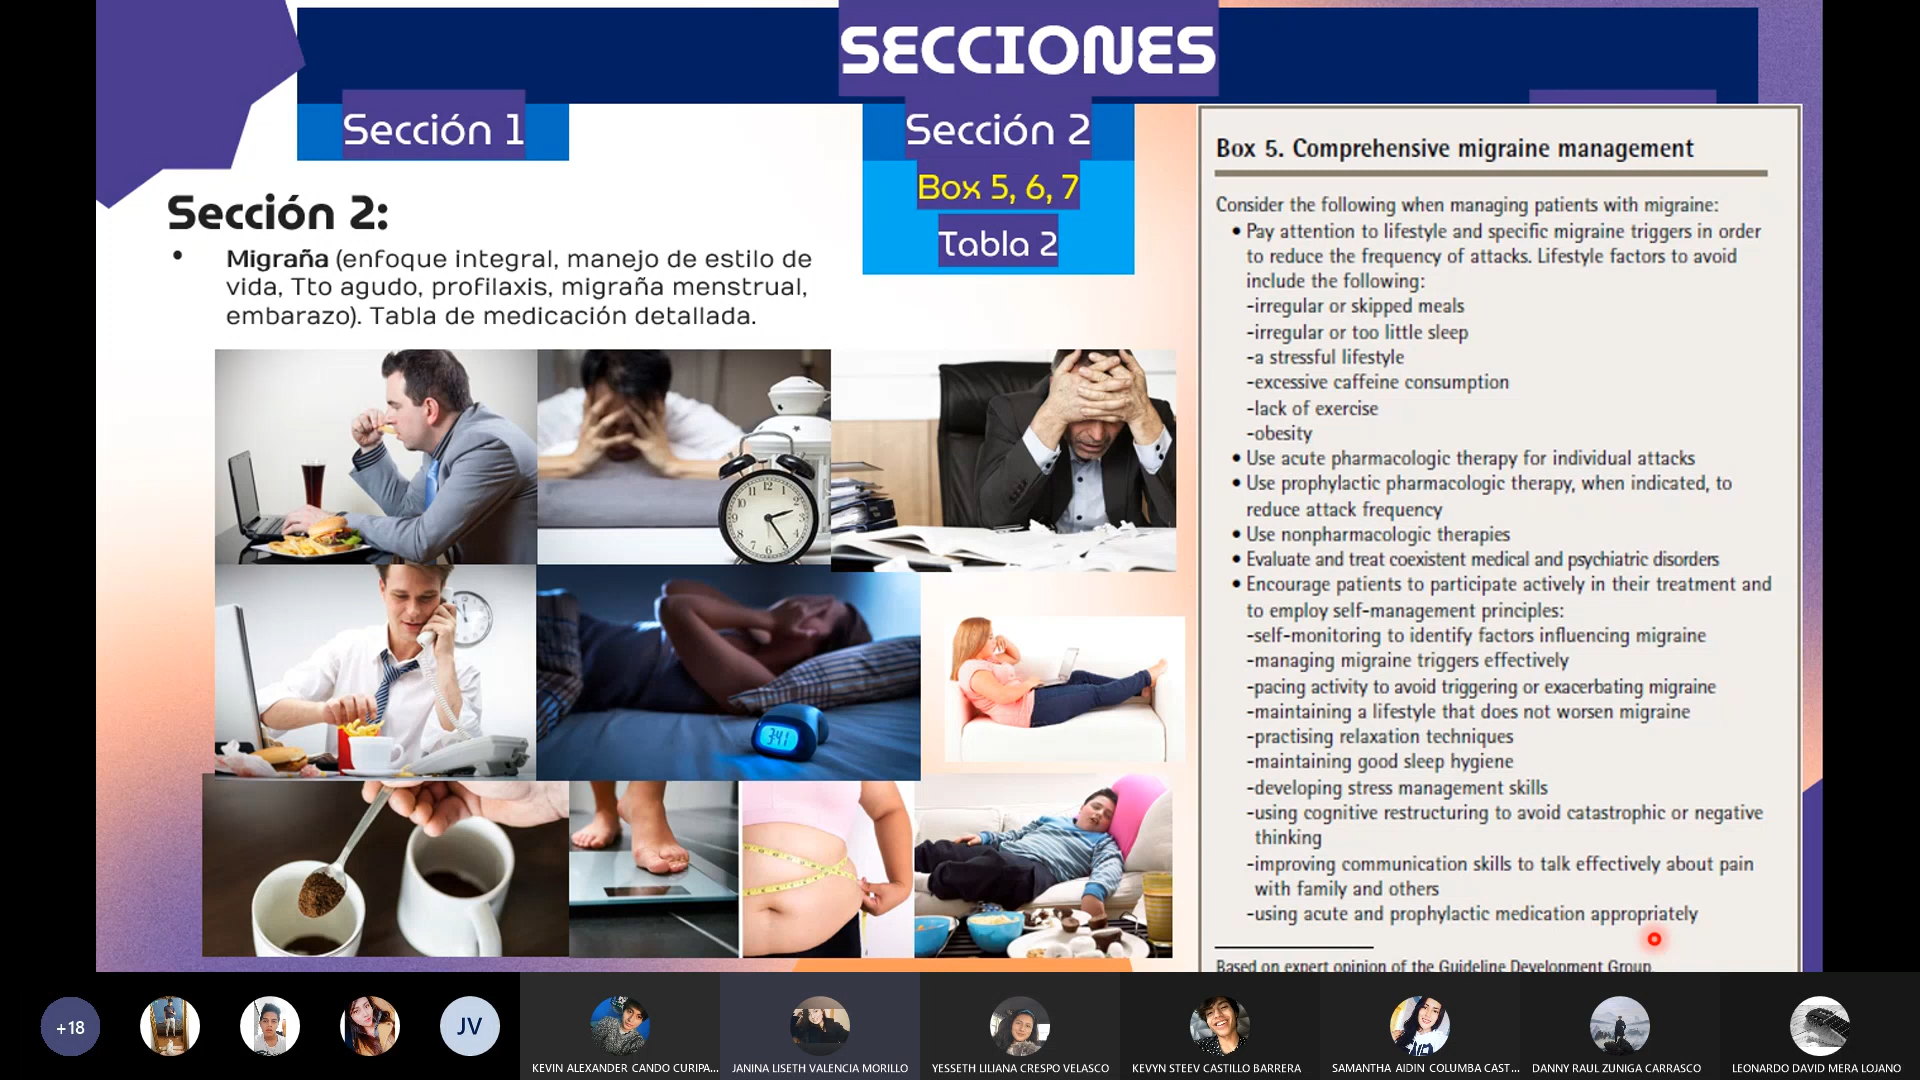 SECCIONES
Sección 1
Sección 2
Box 5, 6, 7
Tabla 2
Sección 2:
• Migraña (enfoque integral, manejo de estilo de
vida, Tto agudo, profilaxis, migraña menstrual,
embarazo). Tabla de medicación detallada.
3:41
Box 5. Comprehensive migraine management
Consider the following when managing patients with migraine:
• Pay attention to lifestyle and specific migraine triggers in order
to reduce the frequency of attacks. Lifestyle factors to avoid
include the following:
-irregular or skipped meals
-irregular or too little sleep
-a stressful lifestyle
-excessive caffeine consumption
-lack of exercise
-obesity
• Use acute pharmacologic therapy for individual attacks
• Use prophylactic pharmacologic therapy, when indicated, to
reduce attack frequency
• Use nonpharmacologic therapies
• Evaluate and treat coexistent medical and psychiatric disorders
• Encourage patients to participate actively in their treatment and
to employ self-management principles:
-self-monitoring to identify factors influencing migraine
-managing migraine triggers effectively
-pacing activity to avoid triggering or exacerbating migraine
-maintaining a lifestyle that does not worsen migraine
-practising relaxation techniques
-maintaining good sleep hygiene
-developing stress management skills
-using cognitive restructuring to avoid catastrophic or negative
thinking
-improving communication skills to talk effectively about pain
with family and others
-using acute and prophylactic medication appropriately
Based on expert opinion of the Guideline Development Group.
+18
JV
KEVIN ALEXANDER CANDO CURIPA...
JANINA LISETH VALENCIA MORILLO
YESSETH LILIANA CRESPO VELASCO
KEVYN STEEV CASTILLO BARRERA
SAMANTHA AIDIN COLUMBA CAST...
DANNY RAUL ZUNIGA CARRASCO
LEONARDO DAVID MERA LOJANO